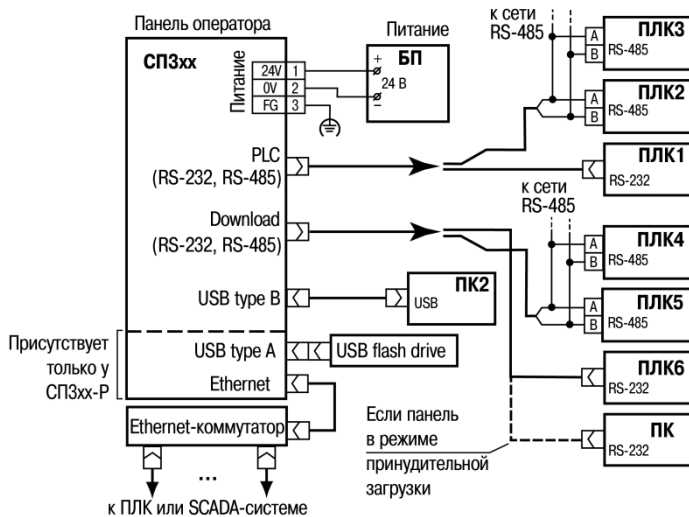 Панель оператора
СП3хх
Питание
24V 1
0V 2
FG 3
Питание
БП
+
24 В
–
PLC
(RS-232, RS-485)
Download
(RS-232, RS-485)
USB type B
USB type A
Ethernet
Присутствует
только у
СП3хх-Р
USB flash drive
ПК2
USB
Ethernet-коммутатор
...
к ПЛК или SCADA-системе
к сети
RS-485
A
B
ПЛК3
RS-485
A
B
ПЛК2
RS-485
ПЛК1
RS-232
к сети
RS-485
A
B
ПЛК4
RS-485
A
B
ПЛК5
RS-485
ПЛК6
RS-232
ПК
RS-232
Если панель
в режиме
принудительной
загрузки